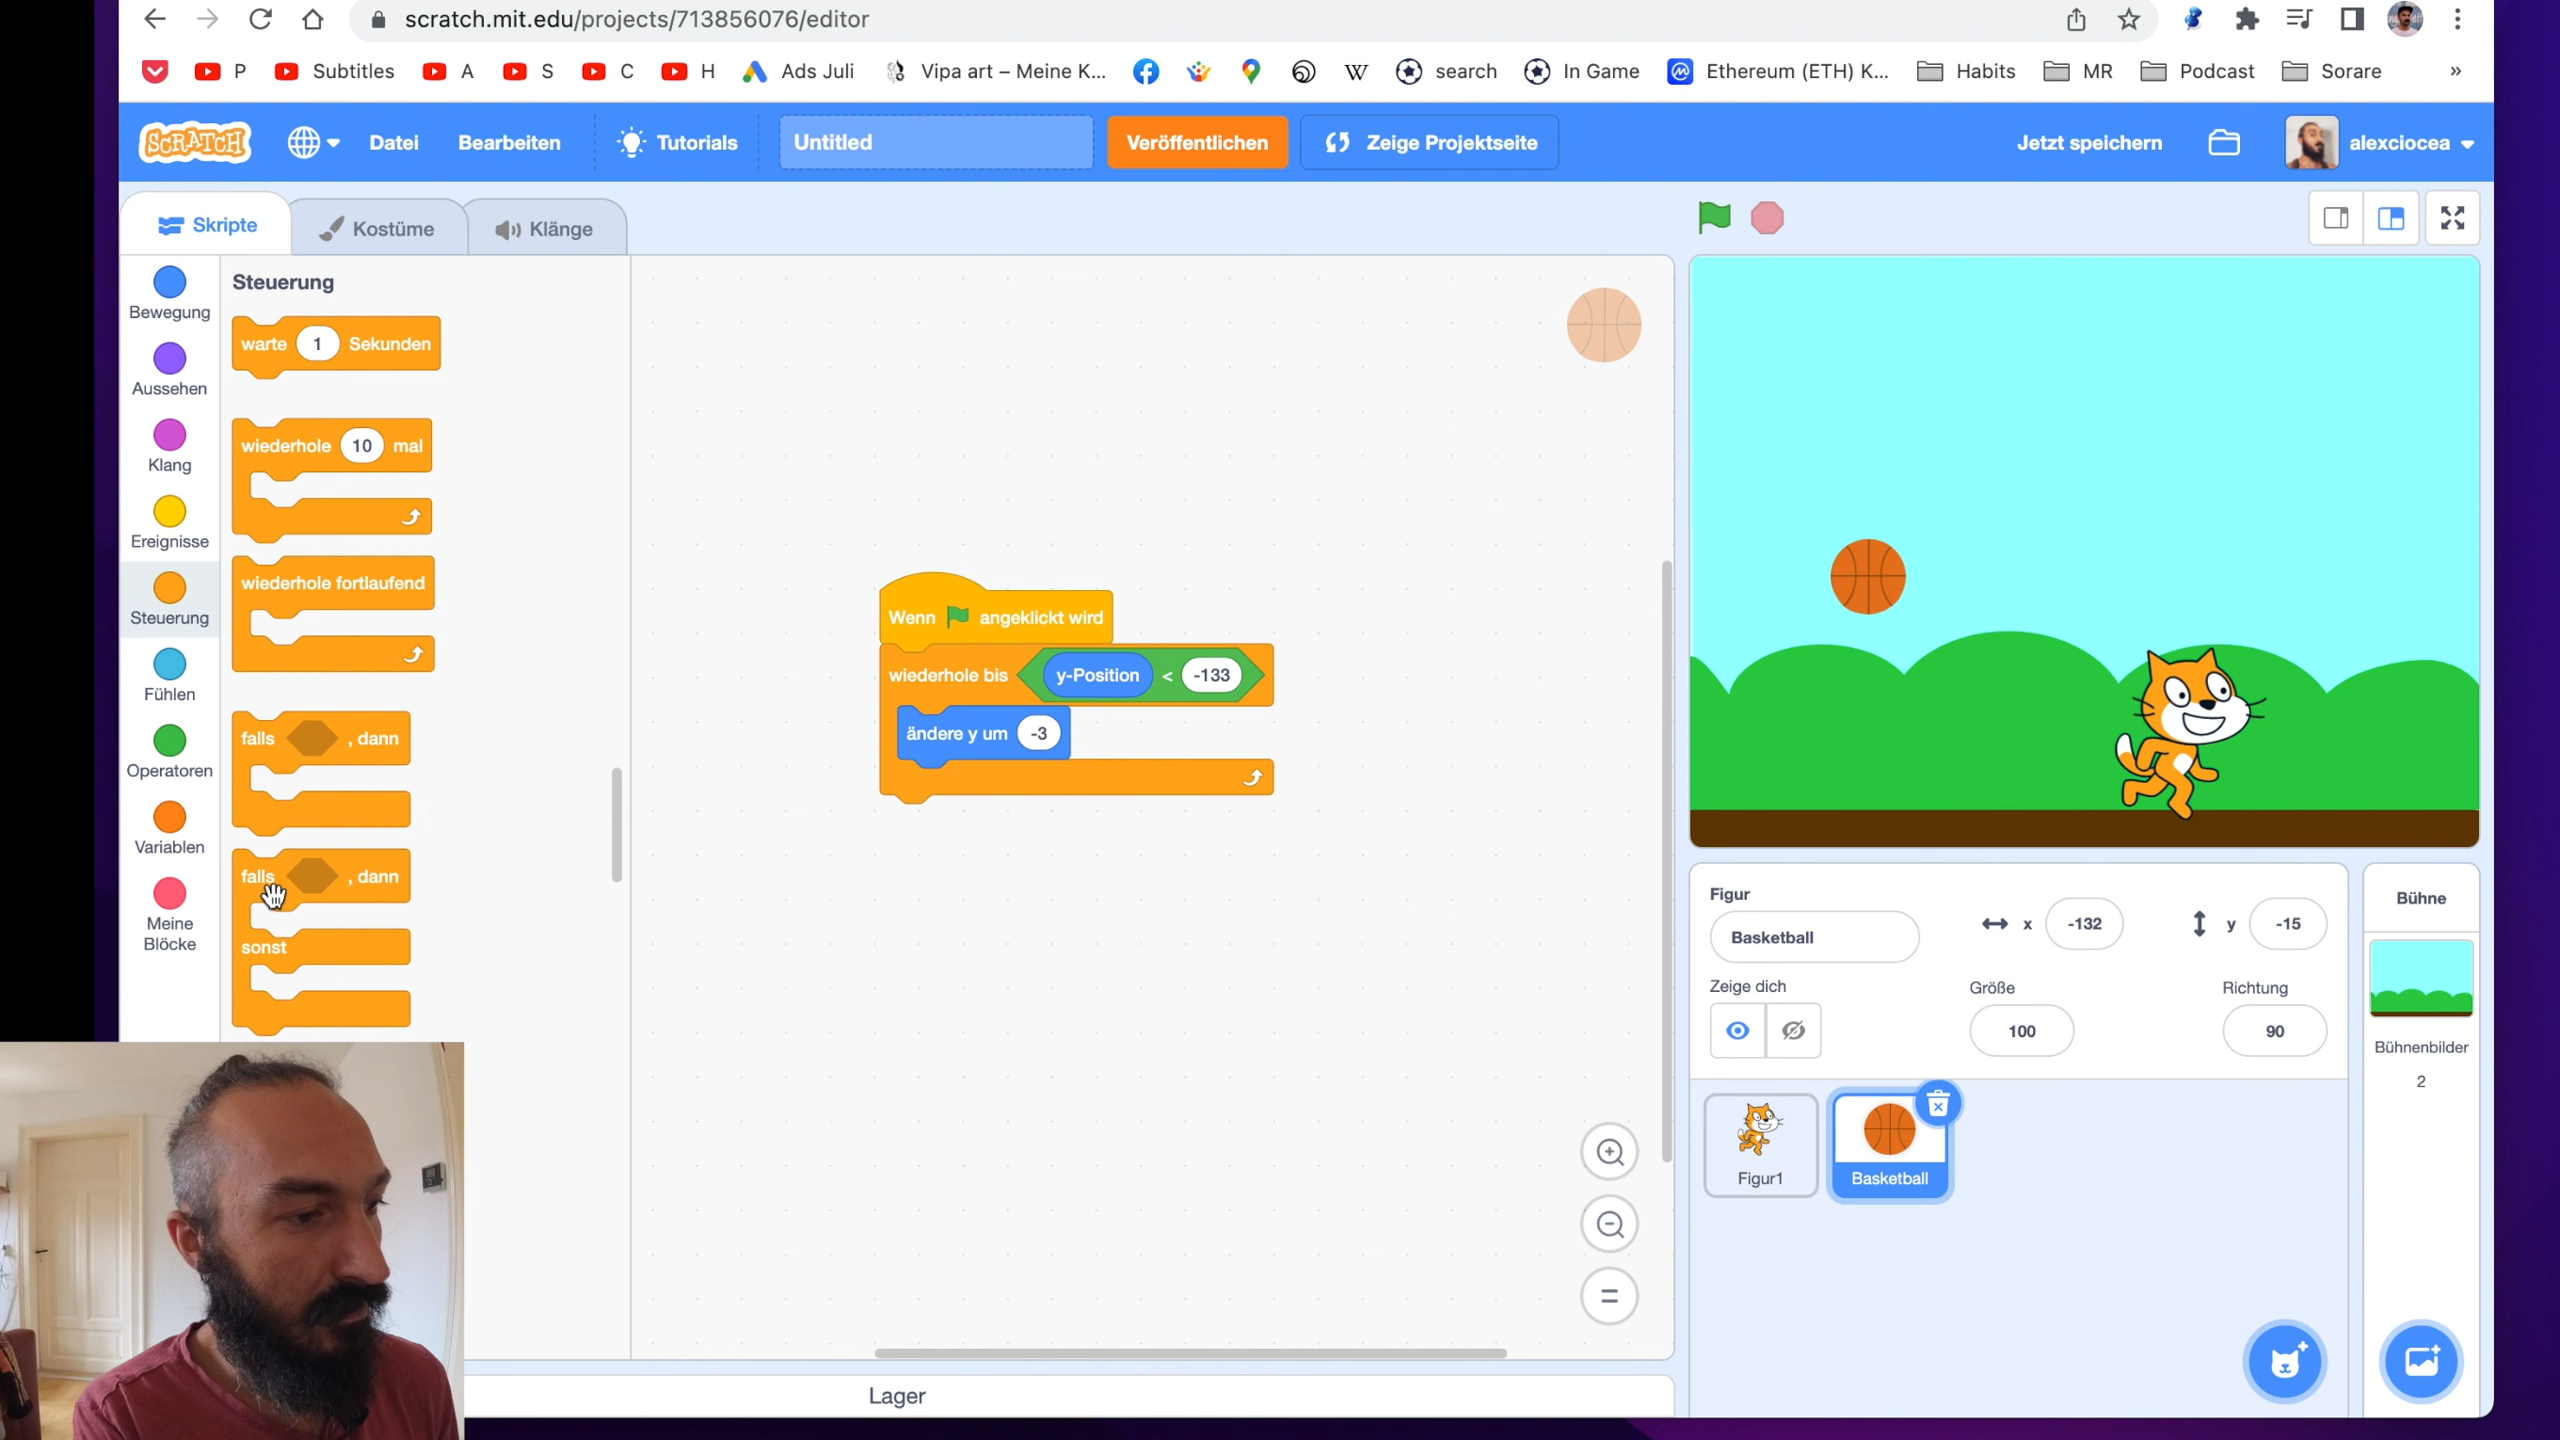 scratch.mit.edu/projects/713856076/editor
P Subtitles A S C H Ads Juli Vipa art – Meine K... W search In Game Ethereum (ETH) K... Habits MR Podcast Sorare »
SCRATCH Datei Bearbeiten Tutorials Untitled Veröffentlichen Zeige Projektseite Jetzt speichern alexciocea
Skripte Kostüme Klänge
Bewegung
Aussehen
Klang
Ereignisse
Steuerung
Fühlen
Operatoren
Variablen
Meine
Blöcke
Steuerung
warte 1 Sekunden
wiederhole 10 mal
wiederhole fortlaufend
falls , dann
falls , dann
sonst
Wenn angeklickt wird
wiederhole bis y-Position < -133
ändere y um -3
Lager
Figur
Basketball x -132 y -15
Zeige dich Größe Richtung
100 90
Figur1
Basketball
Bühne
Bühnenbilder
2